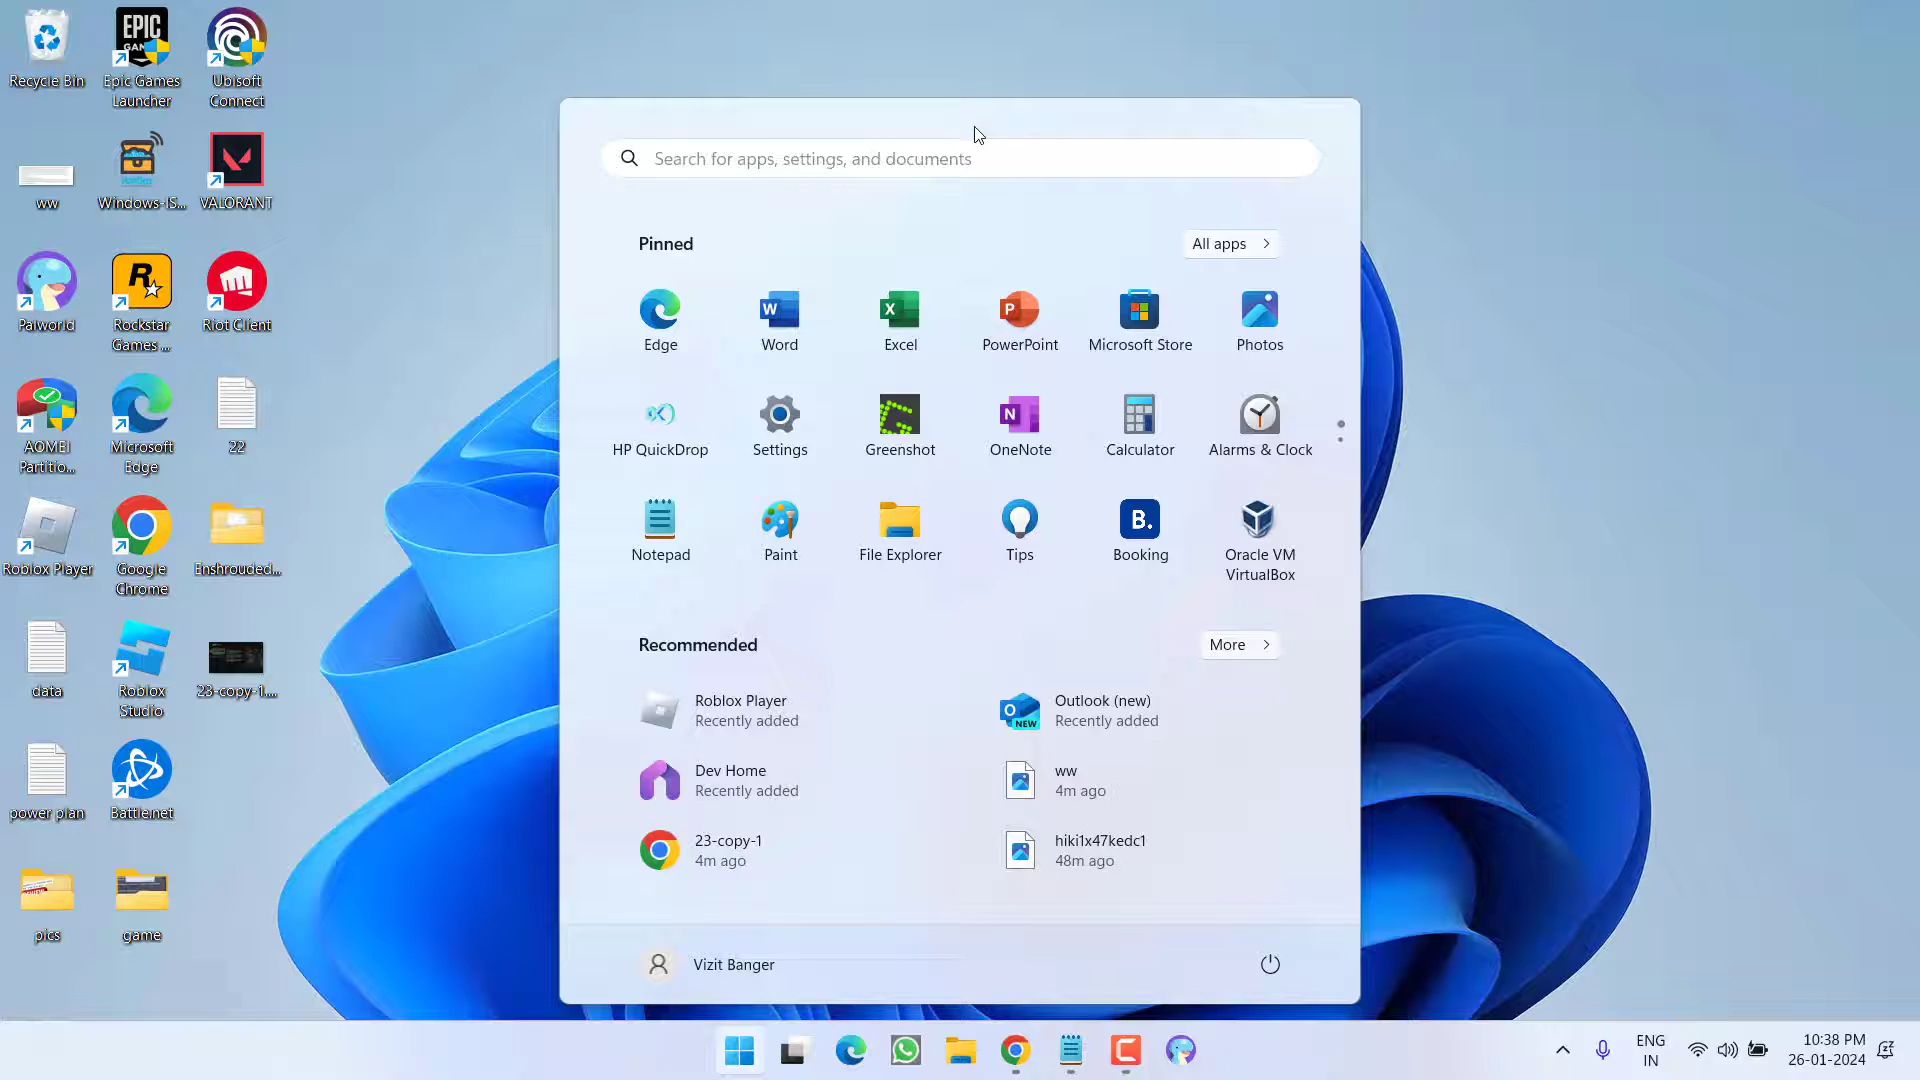 Recycle Bin
Epic Games
Launcher
Ubisoft
Connect
ww
Windows-IS...
VALORANT
Palworld
Rockstar
Games ...
Riot Client
AOMEI
Partitio...
Microsoft
Edge
22
Roblox Player
Google
Chrome
Enshrouded...
data
Roblox
Studio
23-copy-1....
power plan
Battle.net
pics
game
Search for apps, settings, and documents
Pinned
All apps
Edge
Word
Excel
PowerPoint
Microsoft Store
Photos
HP QuickDrop
Settings
Greenshot
OneNote
Calculator
Alarms & Clock
Notepad
Paint
File Explorer
Tips
Booking
Oracle VM
VirtualBox
Recommended
More
Roblox Player
Recently added
Outlook (new)
Recently added
Dev Home
Recently added
ww
4m ago
23-copy-1
4m ago
hiki1x47kedc1
48m ago
Vizit Banger
ENG
IN
10:38 PM
26-01-2024